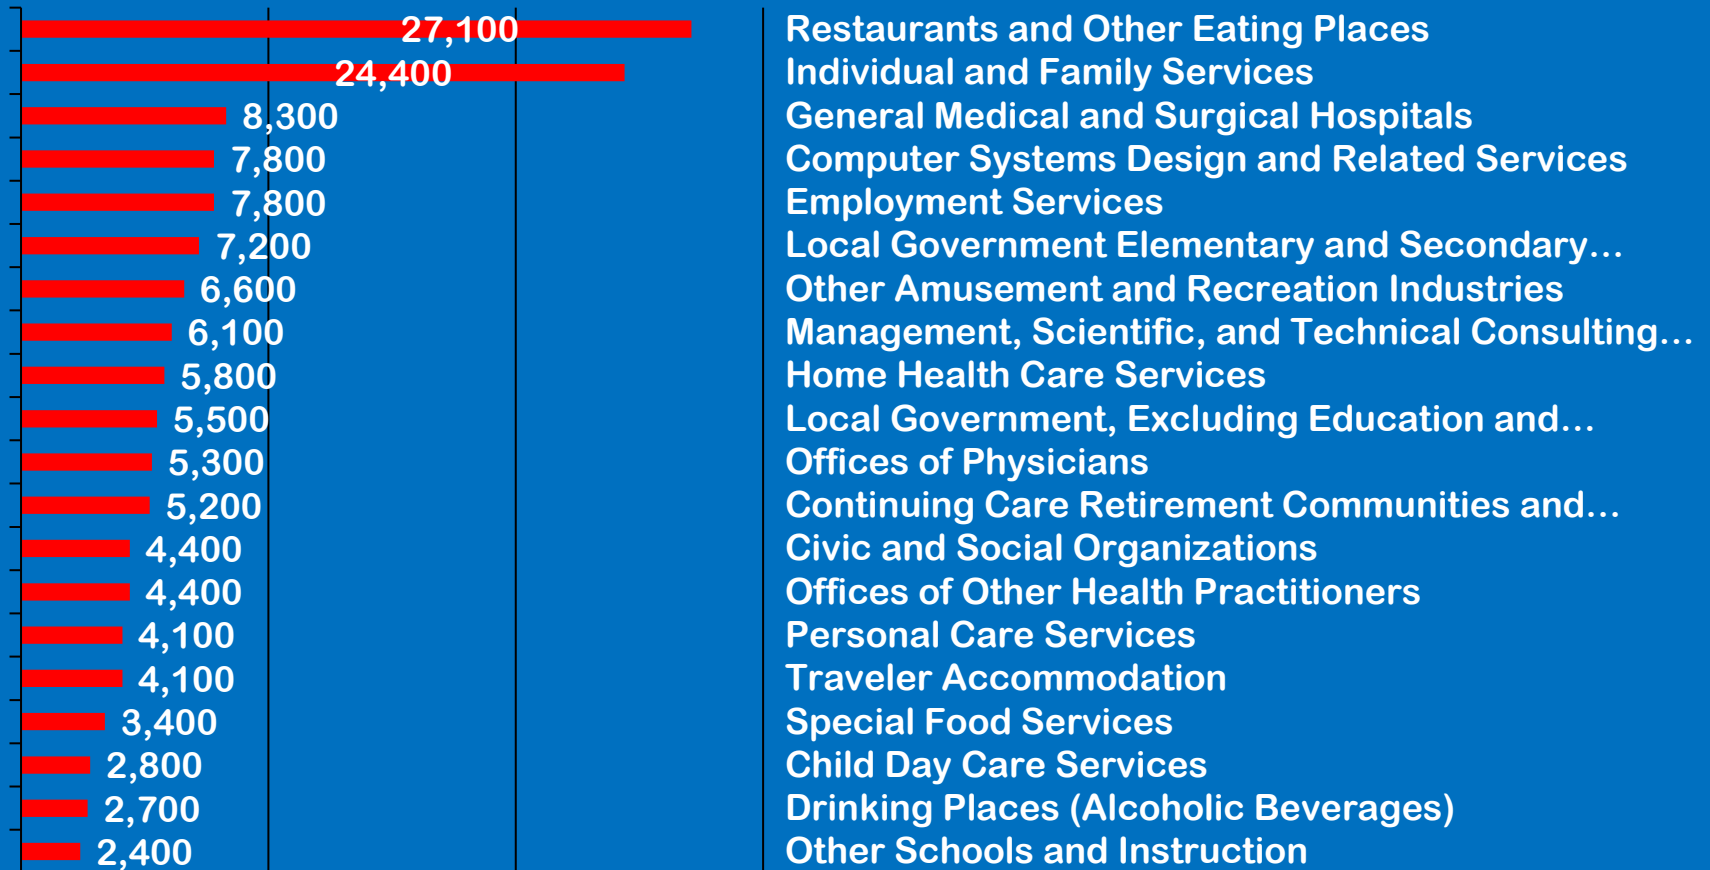 27,100 Restaurants and Other Eating Places
24,400 Individual and Family Services
8,300 General Medical and Surgical Hospitals
7,800 Computer Systems Design and Related Services
7,800 Employment Services
7,200 Local Government Elementary and Secondary…
6,600 Other Amusement and Recreation Industries
6,100 Management, Scientific, and Technical Consulting…
5,800 Home Health Care Services
5,500 Local Government, Excluding Education and…
5,300 Offices of Physicians
5,200 Continuing Care Retirement Communities and…
4,400 Civic and Social Organizations
4,400 Offices of Other Health Practitioners
4,100 Personal Care Services
4,100 Traveler Accommodation
3,400 Special Food Services
2,800 Child Day Care Services
2,700 Drinking Places (Alcoholic Beverages)
2,400 Other Schools and Instruction